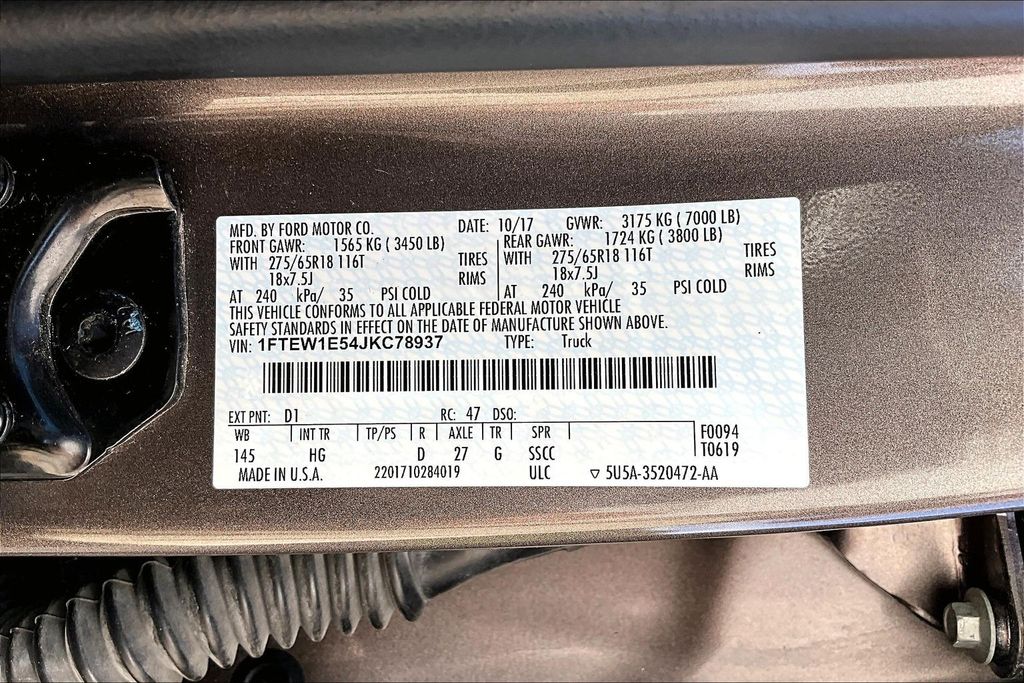 MFD. BY FORD MOTOR CO. DATE: 10/17 GVWR: 3175 KG ( 7000 LB)
FRONT GAWR: 1565 KG ( 3450 LB) REAR GAWR: 1724 KG ( 3800 LB)
WITH 275/65R18 116T TIRES WITH 275/65R18 116T TIRES
18x7.5J RIMS 18x7.5J RIMS
AT 240 kPa/ 35 PSI COLD AT 240 kPa/ 35 PSI COLD
THIS VEHICLE CONFORMS TO ALL APPLICABLE FEDERAL MOTOR VEHICLE
SAFETY STANDARDS IN EFFECT ON THE DATE OF MANUFACTURE SHOWN ABOVE.
VIN: 1FTEW1E54JKC78937 TYPE: Truck
EXT PNT: D1 RC: 47 DSO:
WB INT TR TP/PS R AXLE TR SPR F0094
145 HG D 27 G SSCC T0619
MADE IN U.S.A. 2201710284019 ULC ▽ 5U5A-3520472-AA